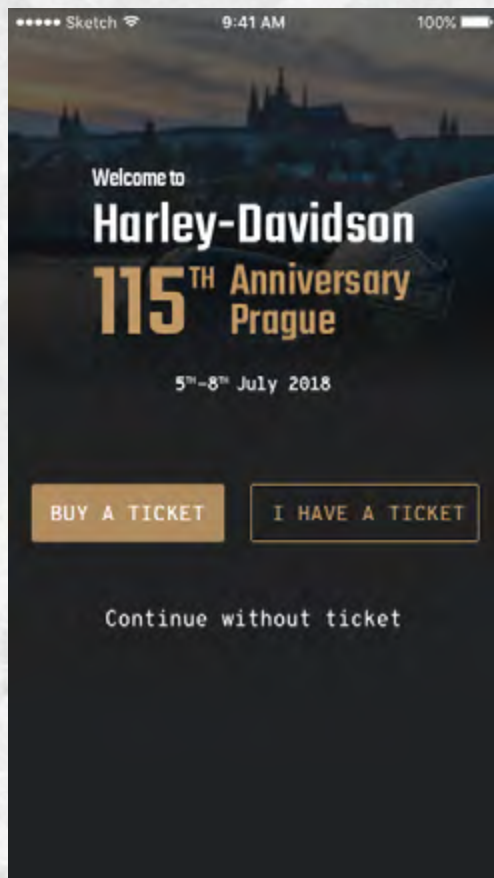 Sketch 9:41 AM 100%
Welcome to
Harley-Davidson
115TH Anniversary
Prague
5TH-8TH July 2018
BUY A TICKET I HAVE A TICKET
Continue without ticket